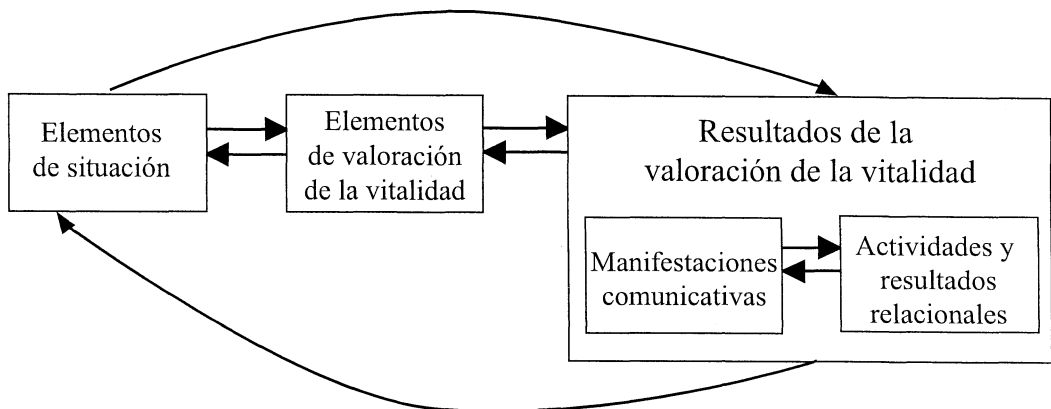 Elementos
de situación
Elementos
de valoración
de la vitalidad
Resultados de la
valoración de la vitalidad
Manifestaciones
comunicativas
Actividades y
resultados
relacionales